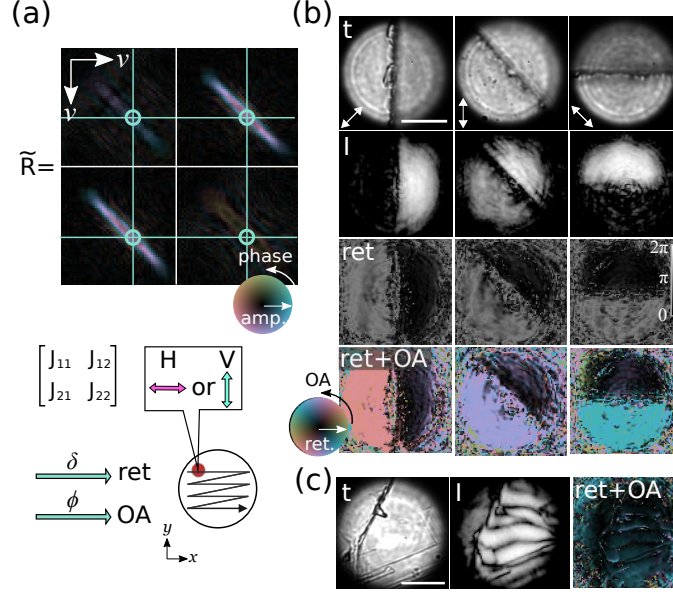 (a)
ν
ν
R̃=
phase
amp.
[J₁₁ J₁₂
J₂₁ J₂₂]
H or V
δ ret
ϕ OA
y
x
(b)
t
I
ret
2π
π
0
ret+OA
OA
ret.
(c)
t
I
ret+OA